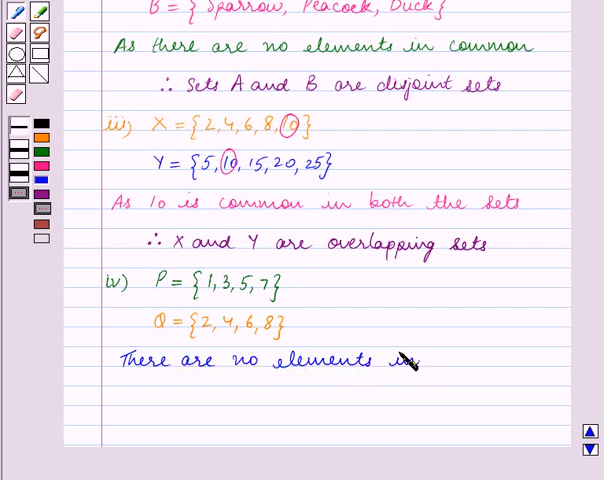 B = { Sparrow, Peacock, Duck}
As there are no elements in common
∴ Sets A and B are disjoint sets
iii) X = {2, 4, 6, 8, 10}
Y = {5, 10, 15, 20, 25}
As 10 is common in both the sets
∴ X and Y are overlapping sets
iv) P = {1, 3, 5, 7}
Q = {2, 4, 6, 8}
There are no elements in